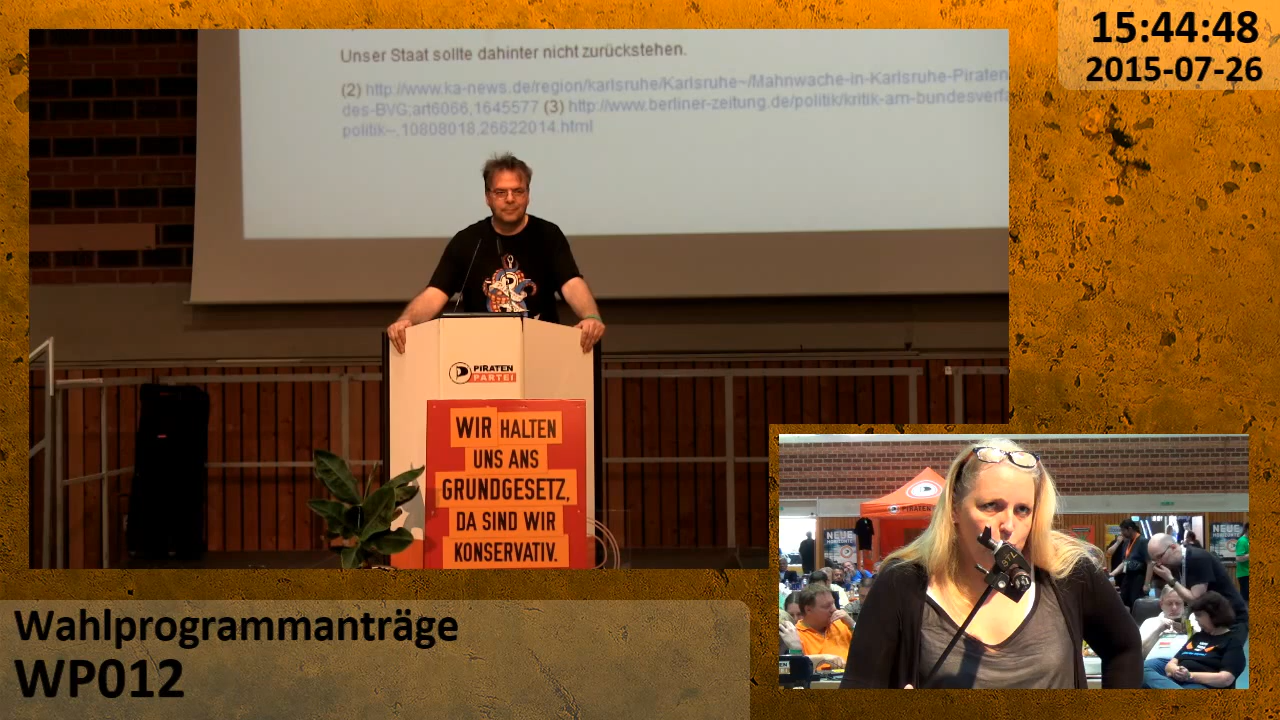 15:44:48
2015-07-26
Unser Staat sollte dahinter nicht zurückstehen.
(2) http://www.ka-news.de/region/karlsruhe/Karlsruhe~/Mahnwache-in-Karlsruhe-Piraten
des-BVG;art6066,1645577 (3) http://www.berliner-zeitung.de/politik/kritik-am-bundesverfa
politik--,10808018,26622014.html
PIRATEN
PARTEI
WIR HALTEN
UNS ANS
GRUNDGESETZ,
DA SIND WIR
KONSERVATIV.
PIRATEN
NEUE
NEUE
Wahlprogrammanträge
WP012